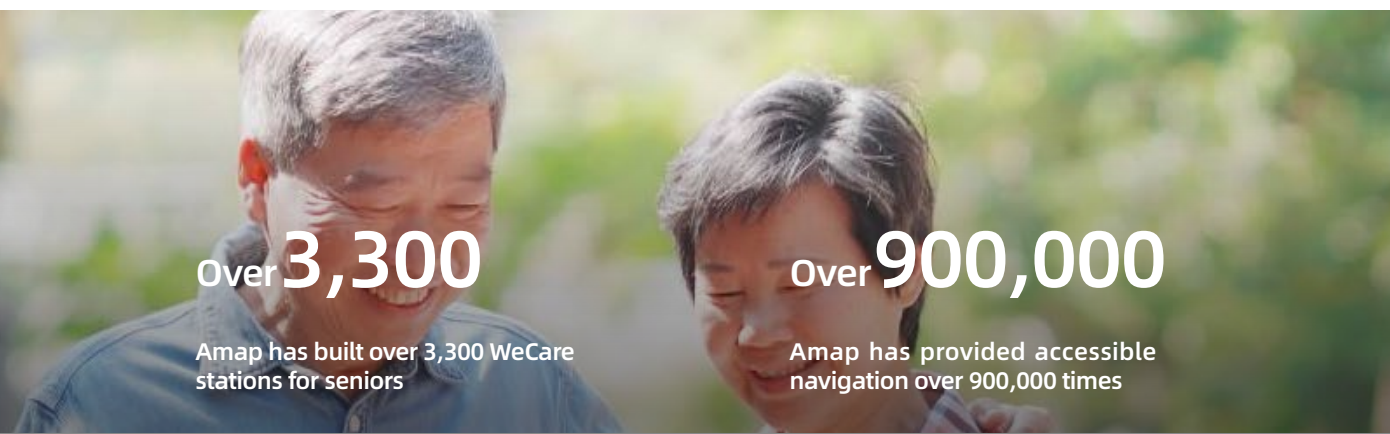 Over 3,300
Amap has built over 3,300 WeCare
stations for seniors
Over 900,000
Amap has provided accessible
navigation over 900,000 times